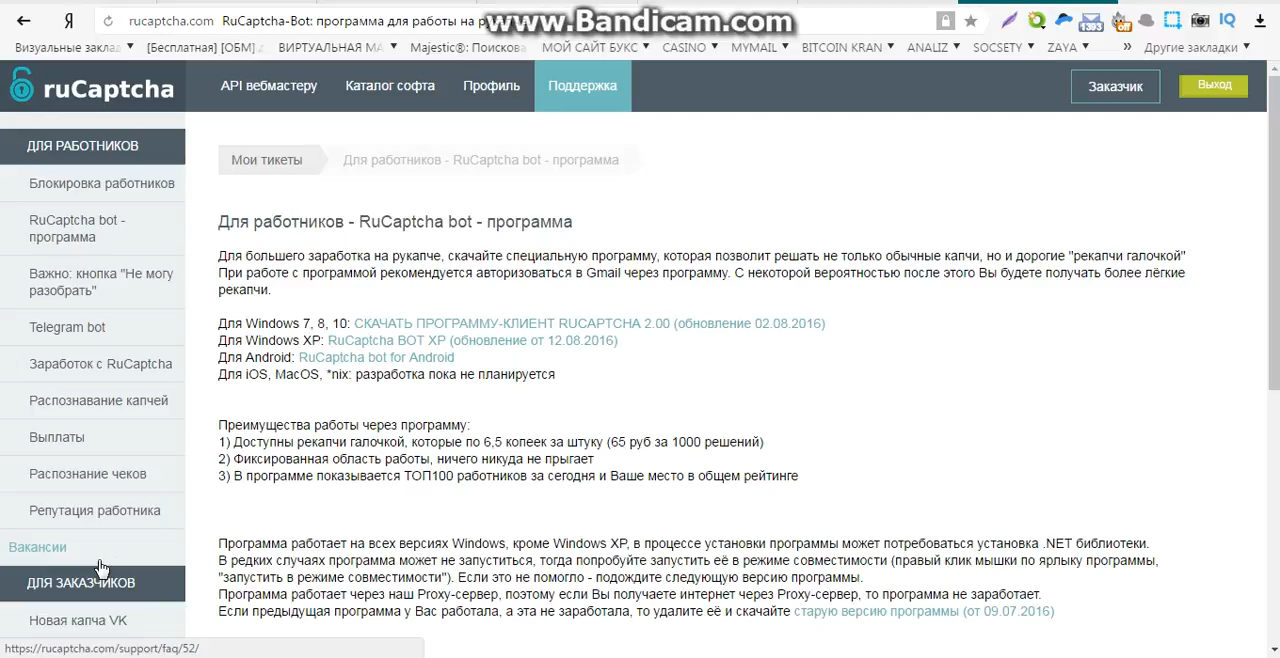 rucaptcha.com RuCaptcha-Bot: программа для работы на р
www.Bandicam.com
1393
off
IQ
Визуальные заклад
[Бесплатная] [ОБМ]
ВИРТУАЛЬНАЯ МА
Majestic®: Поискова
МОЙ САЙТ БУКС
CASINO
MYMAIL
BITCOIN KRAN
ANALIZ
SOCSETY
ZAYA
» Другие закладки
ruCaptcha
API вебмастеру
Каталог софта
Профиль
Поддержка
Заказчик
Выход
ДЛЯ РАБОТНИКОВ
Блокировка работников
RuCaptcha bot -
программа
Важно: кнопка "Не могу
разобрать"
Telegram bot
Заработок с RuCaptcha
Распознавание капчей
Выплаты
Распознание чеков
Репутация работника
Вакансии
ДЛЯ ЗАКАЗЧИКОВ
Новая капча VK
Мои тикеты
Для работников - RuCaptcha bot - программа
Для работников - RuCaptcha bot - программа
Для большего заработка на рукапче, скачайте специальную программу, которая позволит решать не только обычные капчи, но и дорогие "рекапчи галочкой"
При работе с программой рекомендуется авторизоваться в Gmail через программу. С некоторой вероятностью после этого Вы будете получать более лёгкие
рекапчи.
Для Windows 7, 8, 10: СКАЧАТЬ ПРОГРАММУ-КЛИЕНТ RUCAPTCHA 2.00 (обновление 02.08.2016)
Для Windows XP: RuCaptcha BOT XP (обновление от 12.08.2016)
Для Android: RuCaptcha bot for Android
Для iOS, MacOS, *nix: разработка пока не планируется
Преимущества работы через программу:
1) Доступны рекапчи галочкой, которые по 6,5 копеек за штуку (65 руб за 1000 решений)
2) Фиксированная область работы, ничего никуда не прыгает
3) В программе показывается ТОП100 работников за сегодня и Ваше место в общем рейтинге
Программа работает на всех версиях Windows, кроме Windows XP, в процессе установки программы может потребоваться установка .NET библиотеки.
В редких случаях программа может не запуститься, тогда попробуйте запустить её в режиме совместимости (правый клик мышки по ярлыку программы,
"запустить в режиме совместимости"). Если это не помогло - подождите следующую версию программы.
Программа работает через наш Proxy-сервер, поэтому если Вы получаете интернет через Proxy-сервер, то программа не заработает.
Если предыдущая программа у Вас работала, а эта не заработала, то удалите её и скачайте старую версию программы (от 09.07.2016)
https://rucaptcha.com/support/faq/52/